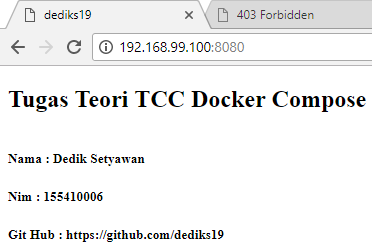 dediks19
403 Forbidden
192.168.99.100:8080
Tugas Teori TCC Docker Compose
Nama : Dedik Setyawan
Nim : 155410006
Git Hub : https://github.com/dediks19